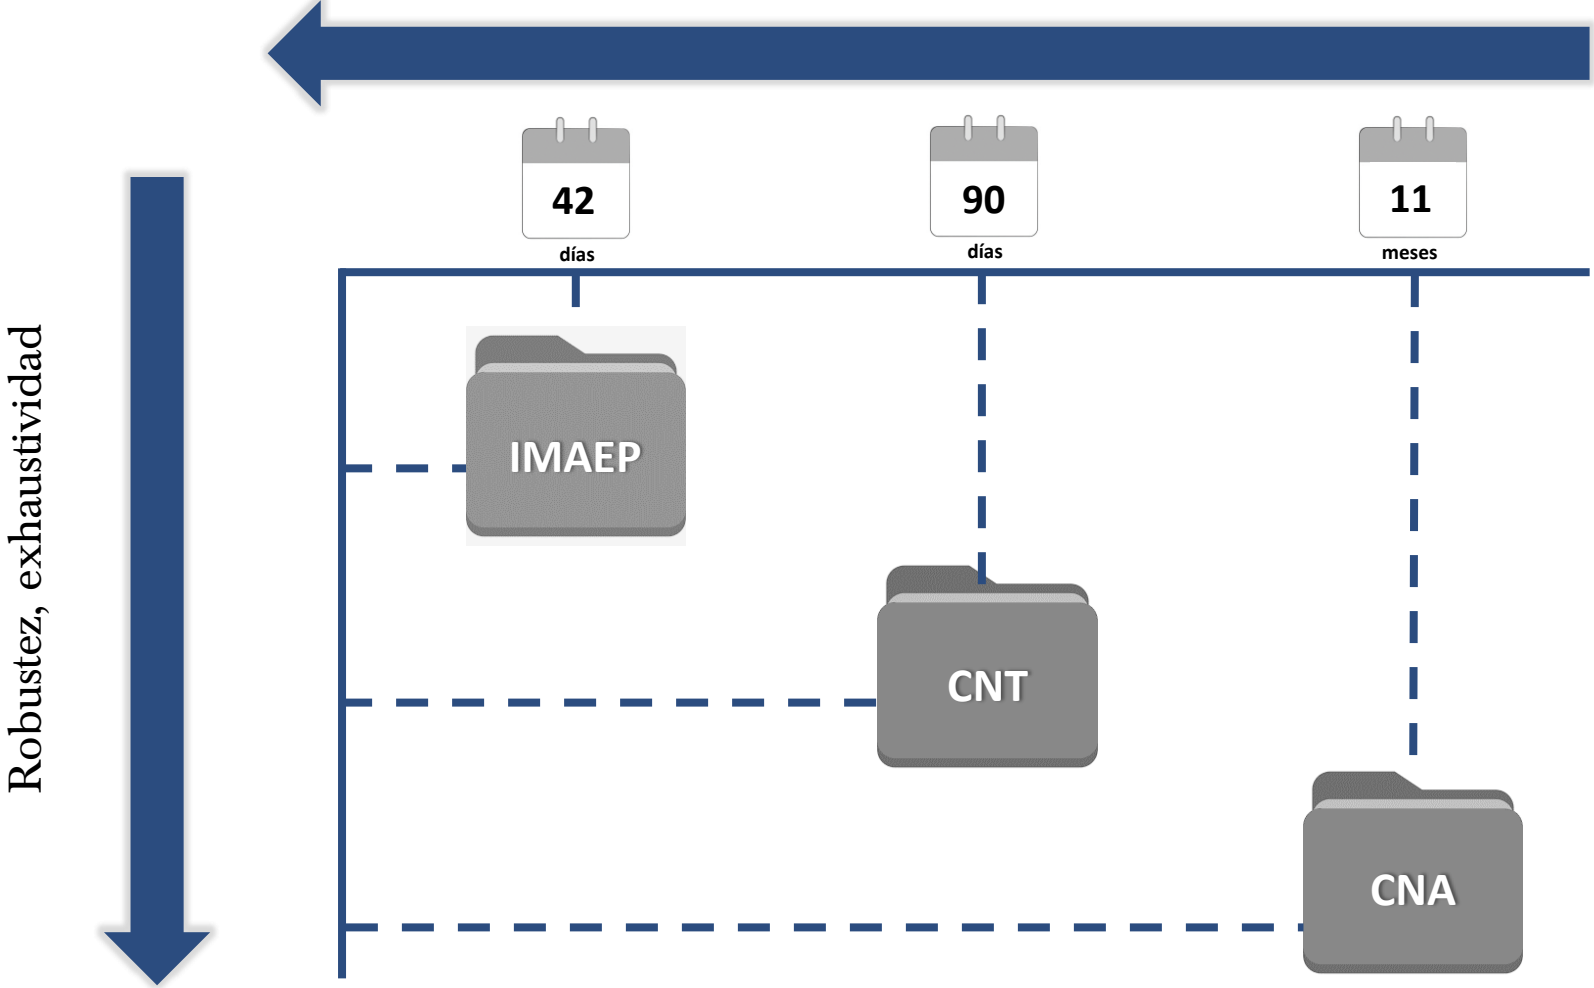 42
días
90
días
11
meses
Robustez, exhaustividad
IMAEP
CNT
CNA